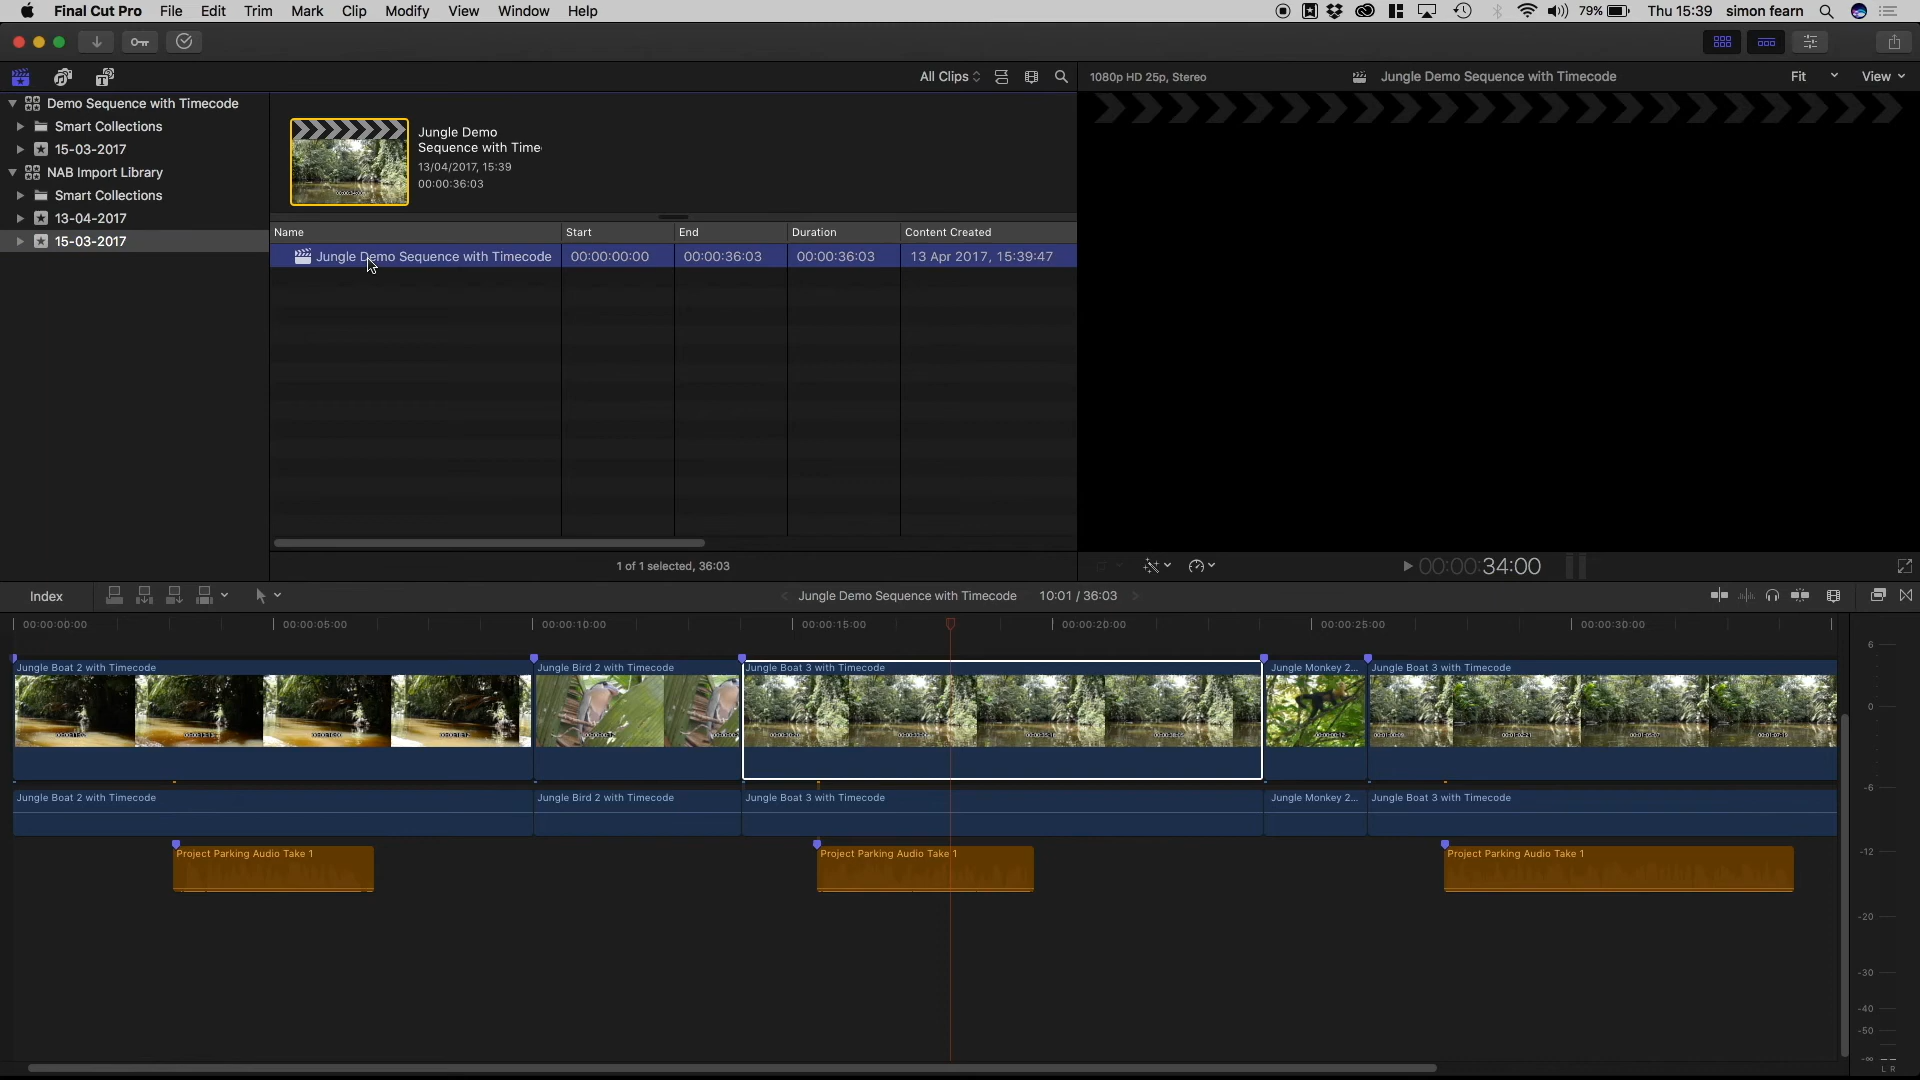 Final Cut Pro File Edit Trim Mark Clip Modify View Window Help 79% Thu 15:39 simon fearn
All Clips 1080p HD 25p, Stereo Jungle Demo Sequence with Timecode Fit View
Demo Sequence with Timecode
Smart Collections
15-03-2017
NAB Import Library
Smart Collections
13-04-2017
15-03-2017
Jungle Demo
Sequence with Time
13/04/2017, 15:39
00:00:36:03
Name Start End Duration Content Created
Jungle Demo Sequence with Timecode 00:00:00:00 00:00:36:03 00:00:36:03 13 Apr 2017, 15:39:47
1 of 1 selected, 36:03
00:00:34:00
Index Jungle Demo Sequence with Timecode 10:01 / 36:03
00:00:00:00 00:00:05:00 00:00:10:00 00:00:15:00 00:00:20:00 00:00:25:00 00:00:30:00
Jungle Boat 2 with Timecode Jungle Bird 2 with Timecode Jungle Boat 3 with Timecode Jungle Monkey 2... Jungle Boat 3 with Timecode
Jungle Boat 2 with Timecode Jungle Bird 2 with Timecode Jungle Boat 3 with Timecode Jungle Monkey 2... Jungle Boat 3 with Timecode
Project Parking Audio Take 1 Project Parking Audio Take 1 Project Parking Audio Take 1
6
0
-6
-12
-20
-30
-40
-50
-∞
L R